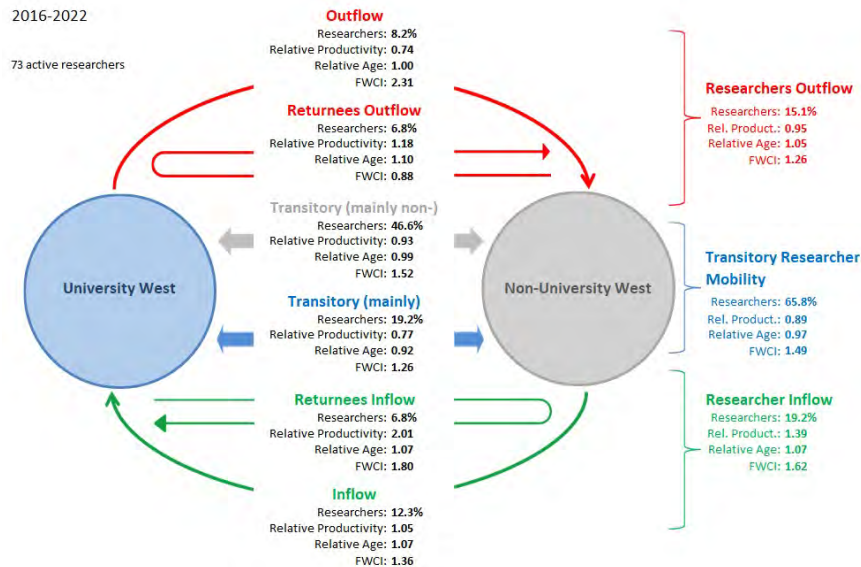 2016-2022
73 active researchers
Outflow
Researchers: 8.2%
Relative Productivity: 0.74
Relative Age: 1.00
FWCI: 2.31
Returnees Outflow
Researchers: 6.8%
Relative Productivity: 1.18
Relative Age: 1.10
FWCI: 0.88
Transitory (mainly non-)
Researchers: 46.6%
Relative Productivity: 0.93
Relative Age: 0.99
FWCI: 1.52
University West
Non-University West
Transitory (mainly)
Researchers: 19.2%
Relative Productivity: 0.77
Relative Age: 0.92
FWCI: 1.26
Returnees Inflow
Researchers: 6.8%
Relative Productivity: 2.01
Relative Age: 1.07
FWCI: 1.80
Inflow
Researchers: 12.3%
Relative Productivity: 1.05
Relative Age: 1.07
FWCI: 1.36
Researchers Outflow
Researchers: 15.1%
Rel. Product.: 0.95
Relative Age: 1.05
FWCI: 1.26
Transitory Researcher
Mobility
Researchers: 65.8%
Rel. Product.: 0.89
Relative Age: 0.97
FWCI: 1.49
Researcher Inflow
Researchers: 19.2%
Rel. Product.: 1.39
Relative Age: 1.07
FWCI: 1.62